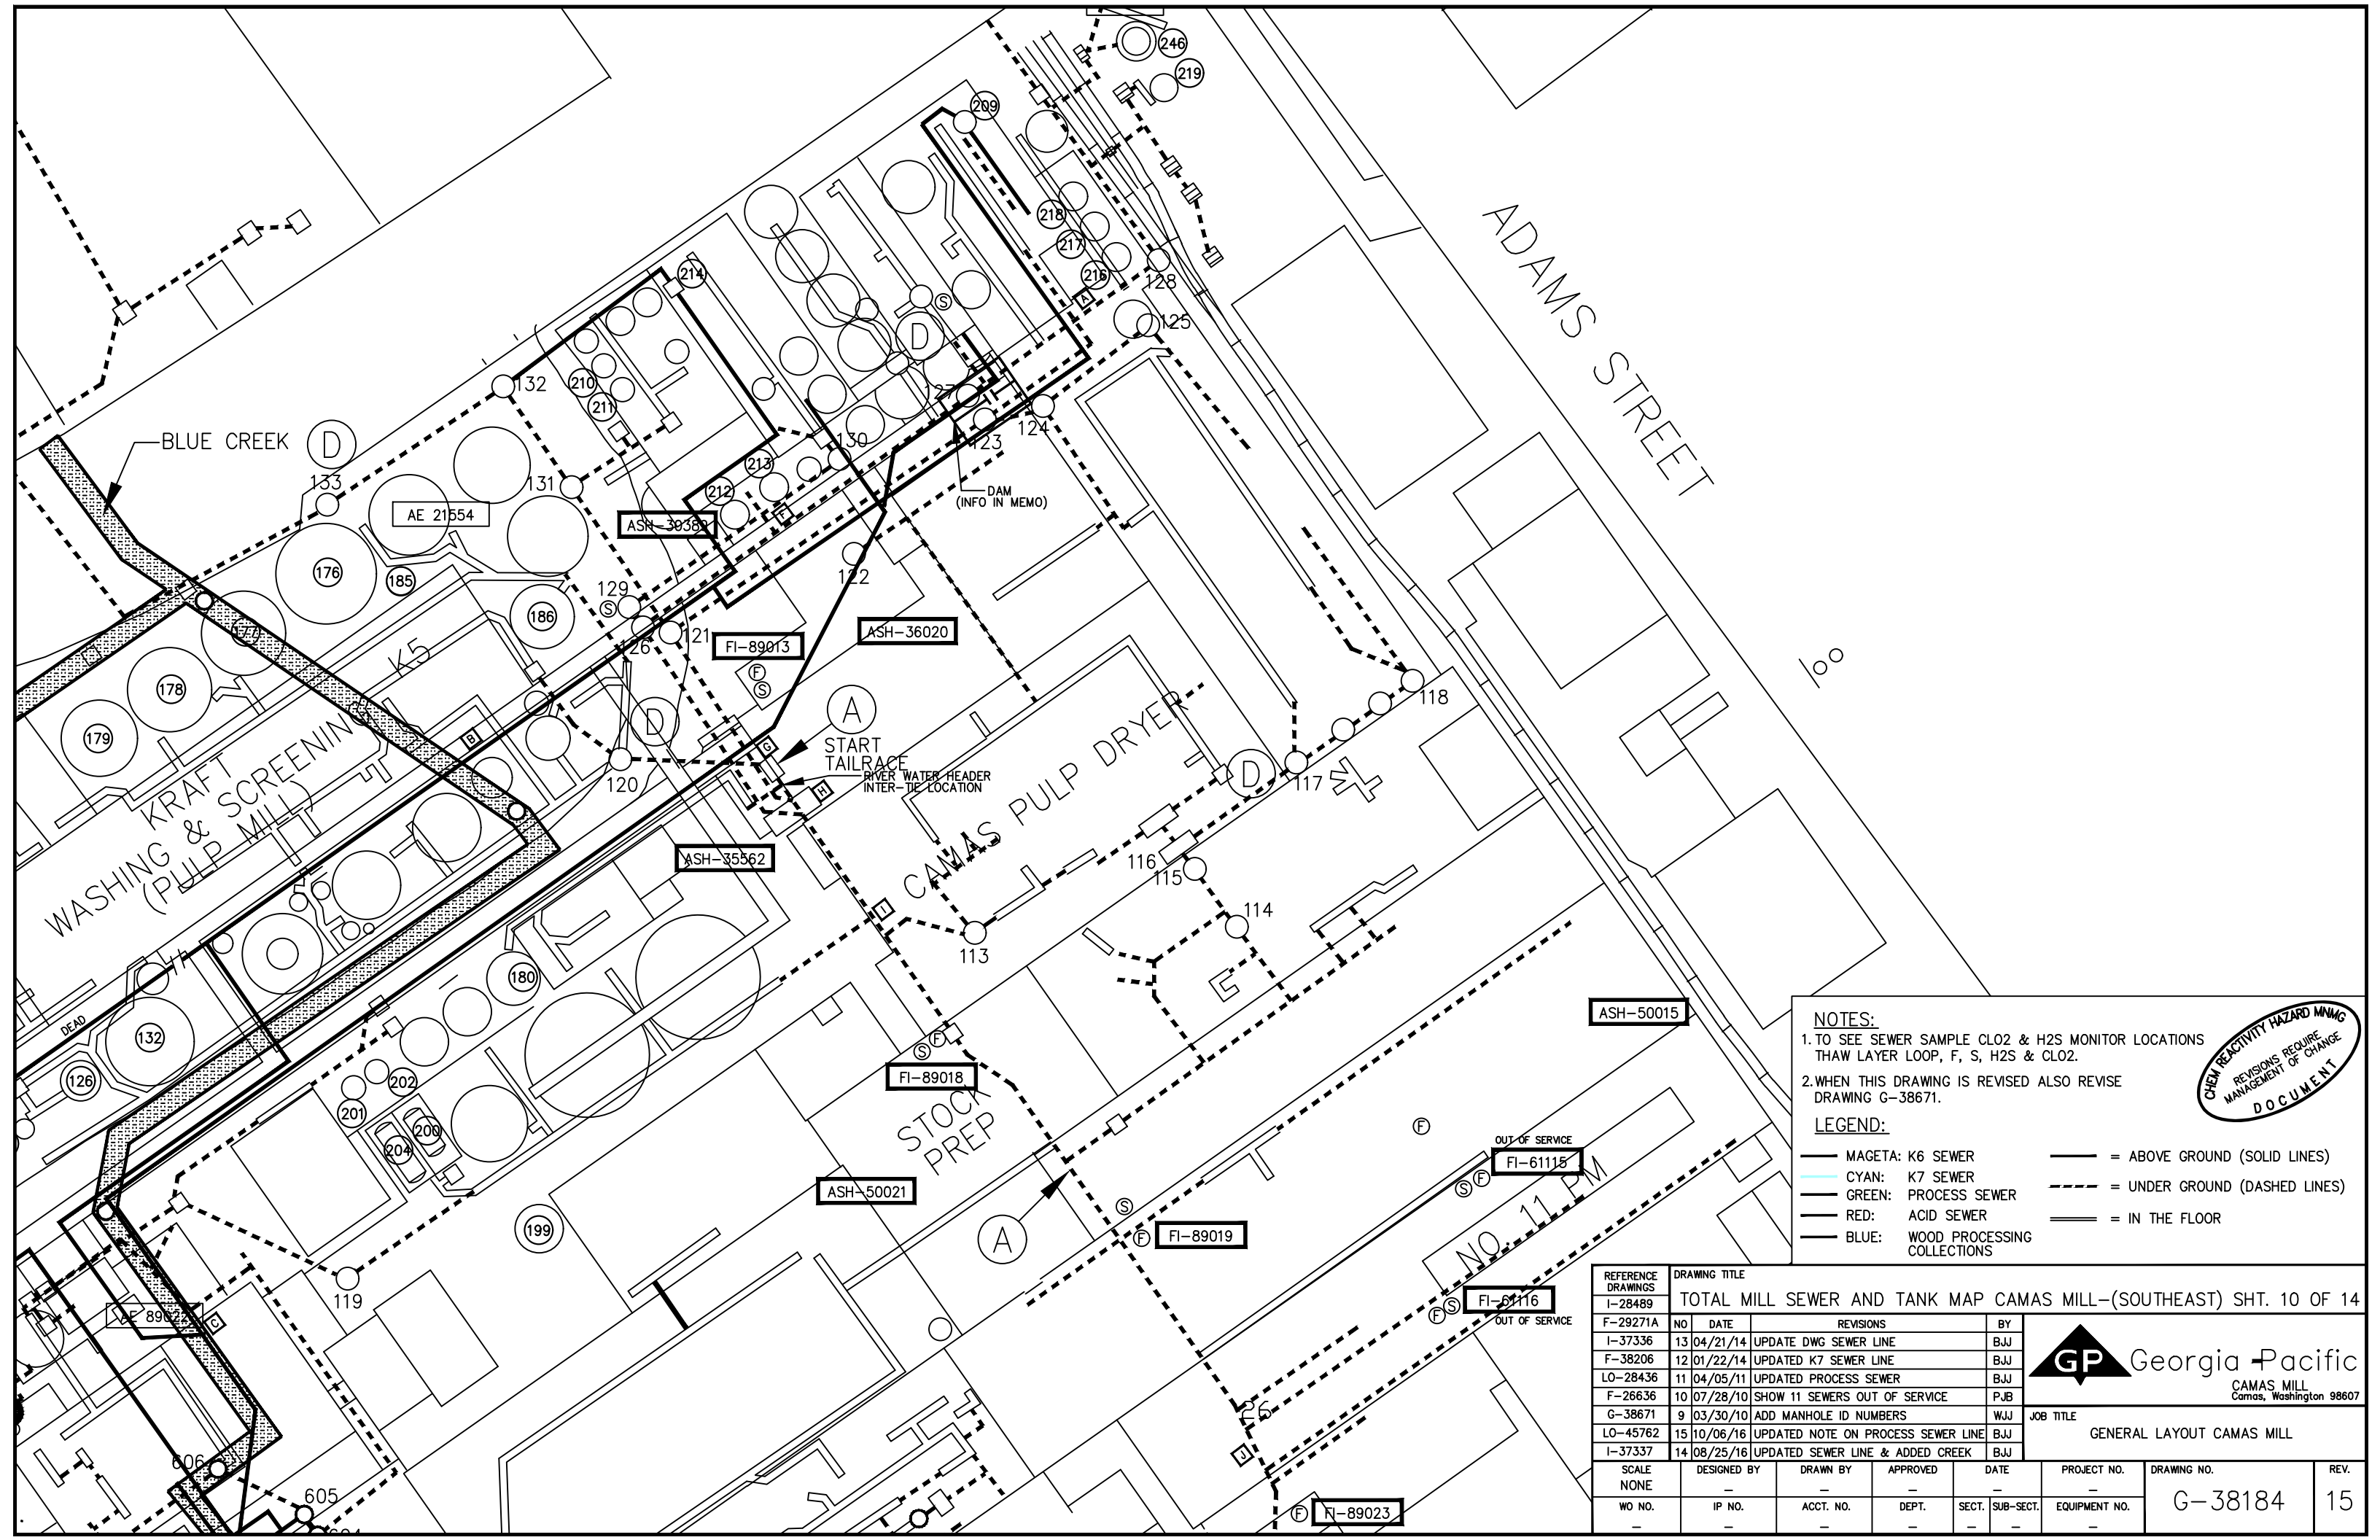 246
219
209
218
217
216
128
125
ADAMS STREET
214
132
210
211
S
D
127
A
BLUE CREEK
D
133
131
130
123
124
213
212
DAM
(INFO IN MEMO)
AE 21554
ASH-30389
F
176
185
186
129
S
122
121
126
FI-89013
ASH-36020
F
S
177
178
179
K5
KRAFT
WASHING & SCREENING
(PULP MILL)
B
D
120
G
A
START
TAILRACE
RIVER WATER HEADER
INTER-TIE LOCATION
H
CAMAS PULP DRYER
D
117
118
ASH-35562
116
115
I
114
113
180
DEAD
132
126
F
S
FI-89018
ASH-50015
202
201
200
204
STOCK
PREP
ASH-50021
199
119
AE 89022
C
A
S
F
FI-89019
F
OUT OF SERVICE
FI-61115
S
F
NO. 11 PM
FI-61116
F
S
OUT OF SERVICE
26
J
F
FI-89023
606
605
604
NOTES:
1. TO SEE SEWER SAMPLE CLO2 & H2S MONITOR LOCATIONS
THAW LAYER LOOP, F, S, H2S & CLO2.
2. WHEN THIS DRAWING IS REVISED ALSO REVISE
DRAWING G-38671.
CHEM REACTIVITY HAZARD MNMG
REVISIONS REQUIRE
MANAGEMENT OF CHANGE
DOCUMENT
LEGEND:
MAGETA: K6 SEWER
CYAN: K7 SEWER
GREEN: PROCESS SEWER
RED: ACID SEWER
BLUE: WOOD PROCESSING
COLLECTIONS
= ABOVE GROUND (SOLID LINES)
= UNDER GROUND (DASHED LINES)
= IN THE FLOOR
REFERENCE
DRAWINGS
I-28489
F-29271A
I-37336
F-38206
LO-28436
F-26636
G-38671
LO-45762
I-37337
DRAWING TITLE
TOTAL MILL SEWER AND TANK MAP CAMAS MILL-(SOUTHEAST) SHT. 10 OF 14
NO DATE REVISIONS BY
13 04/21/14 UPDATE DWG SEWER LINE BJJ
12 01/22/14 UPDATED K7 SEWER LINE BJJ
11 04/05/11 UPDATED PROCESS SEWER BJJ
10 07/28/10 SHOW 11 SEWERS OUT OF SERVICE PJB
9 03/30/10 ADD MANHOLE ID NUMBERS WJJ
15 10/06/16 UPDATED NOTE ON PROCESS SEWER LINE BJJ
14 08/25/16 UPDATED SEWER LINE & ADDED CREEK BJJ
GP Georgia-Pacific
CAMAS MILL
Camas, Washington 98607
JOB TITLE
GENERAL LAYOUT CAMAS MILL
SCALE DESIGNED BY DRAWN BY APPROVED DATE PROJECT NO. DRAWING NO. REV.
NONE – – – – –
WO NO. IP NO. ACCT. NO. DEPT. SECT. SUB-SECT. EQUIPMENT NO.
– – – – – – –
G-38184
15